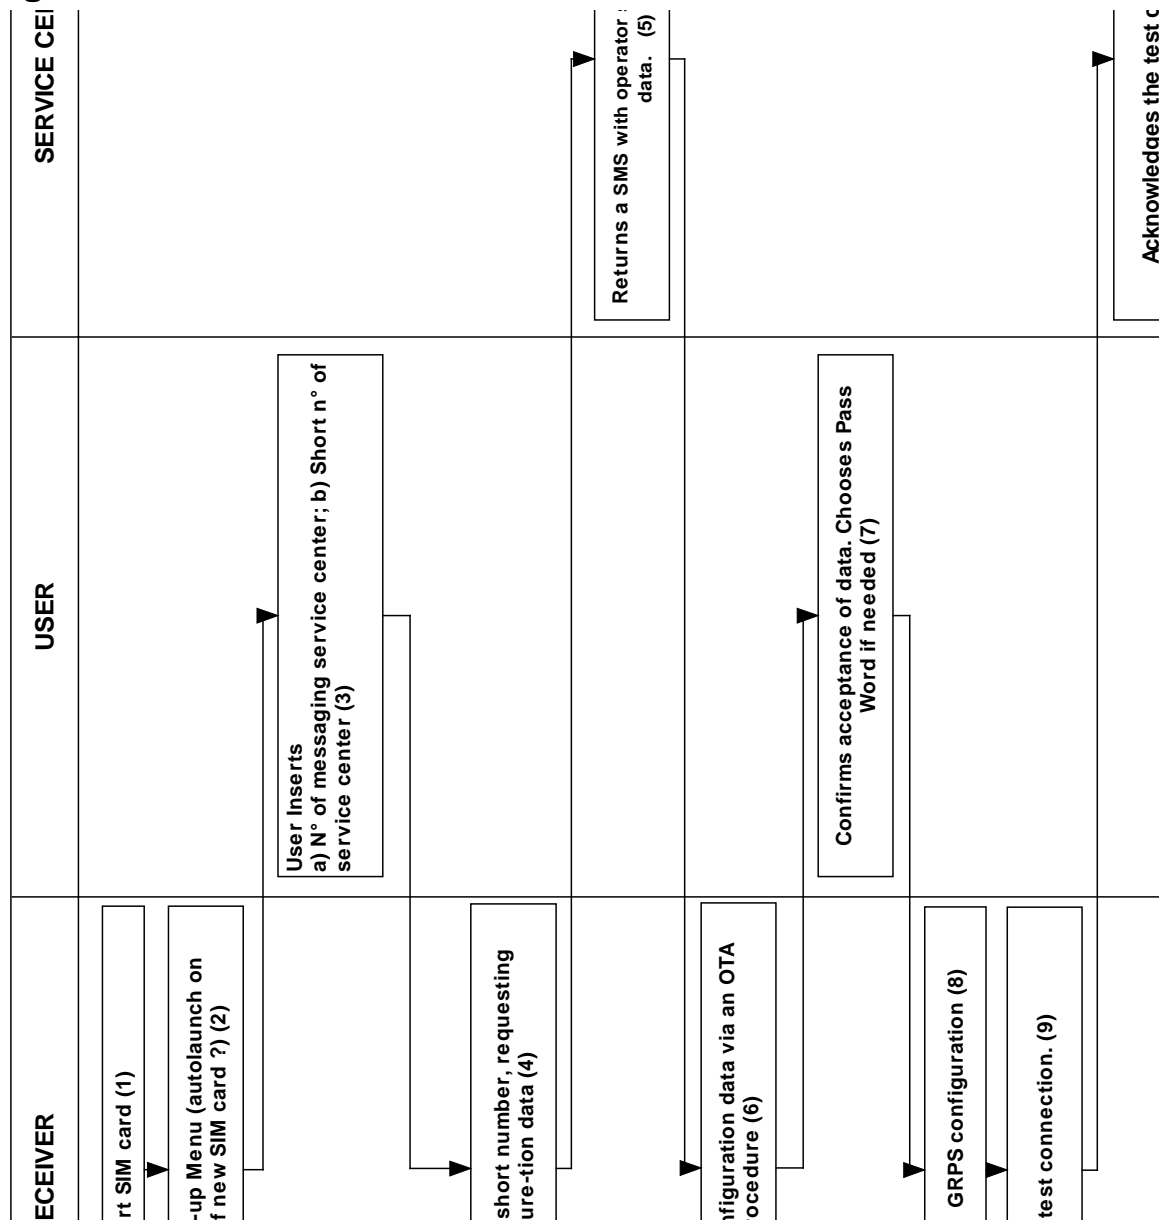 ECEIVER
USER
SERVICE CE
rt SIM card (1)
-up Menu (autolaunch on
f new SIM card ?) (2)
User Inserts
a) N° of messaging service center; b) Short n° of
service center (3)
short number, requesting
ure-tion data (4)
Returns a SMS with operator
data. (5)
nfiguration data via an OTA
rocedure (6)
Confirms acceptance of data. Chooses Pass
Word if needed (7)
GRPS configuration (8)
test connection. (9)
Acknowledges the test